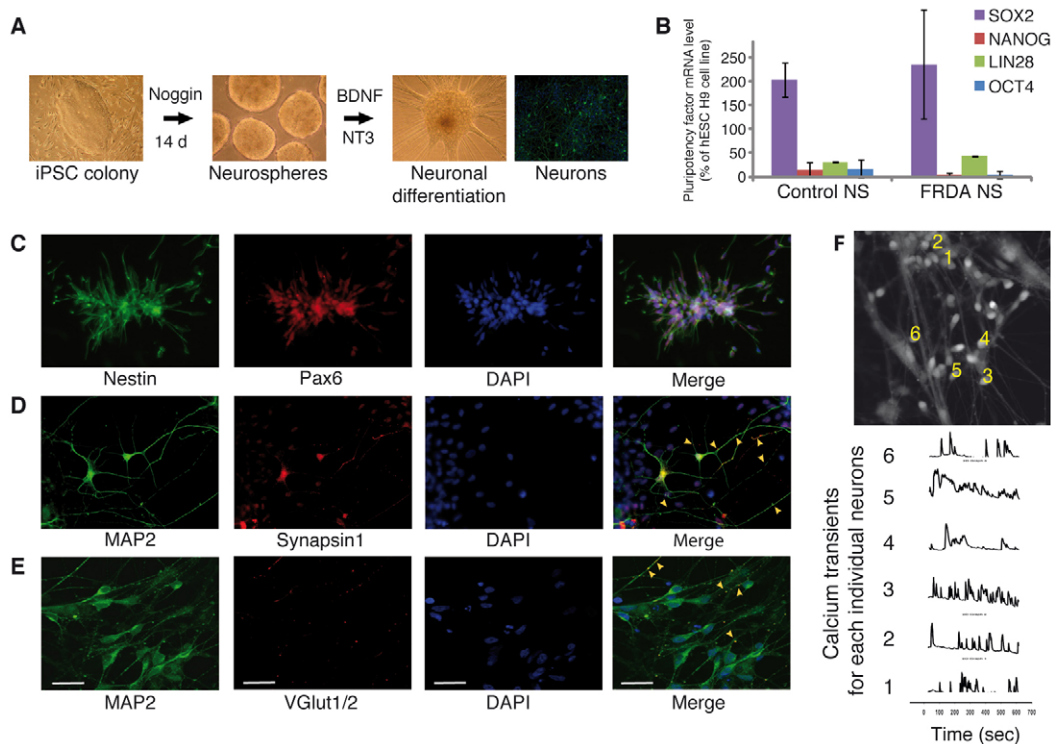 A
Noggin
14 d
BDNF
NT3
iPSC colony
Neurospheres
Neuronal
differentiation
Neurons
B
Pluripotency factor mRNA level
(% of hESC H9 cell line)
250
200
150
100
50
0
Control NS
FRDA NS
SOX2
NANOG
LIN28
OCT4
C
Nestin
Pax6
DAPI
Merge
D
MAP2
Synapsin1
DAPI
Merge
E
MAP2
VGlut1/2
DAPI
Merge
F
2
1
6
4
5
3
Calcium transients
for each individual neurons
6
5
4
3
2
1
0 100 200 300 400 500 600 700
Time (sec)